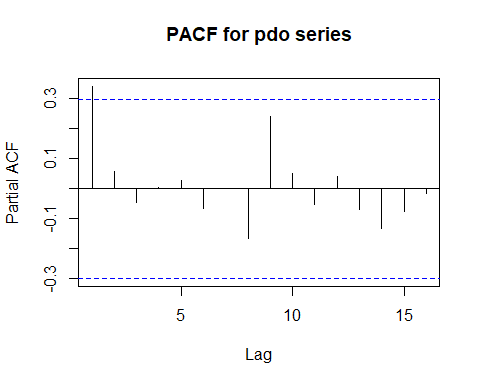 PACF for pdo series
Partial ACF
0.3
0.1
-0.1
-0.3
5
10
15
Lag